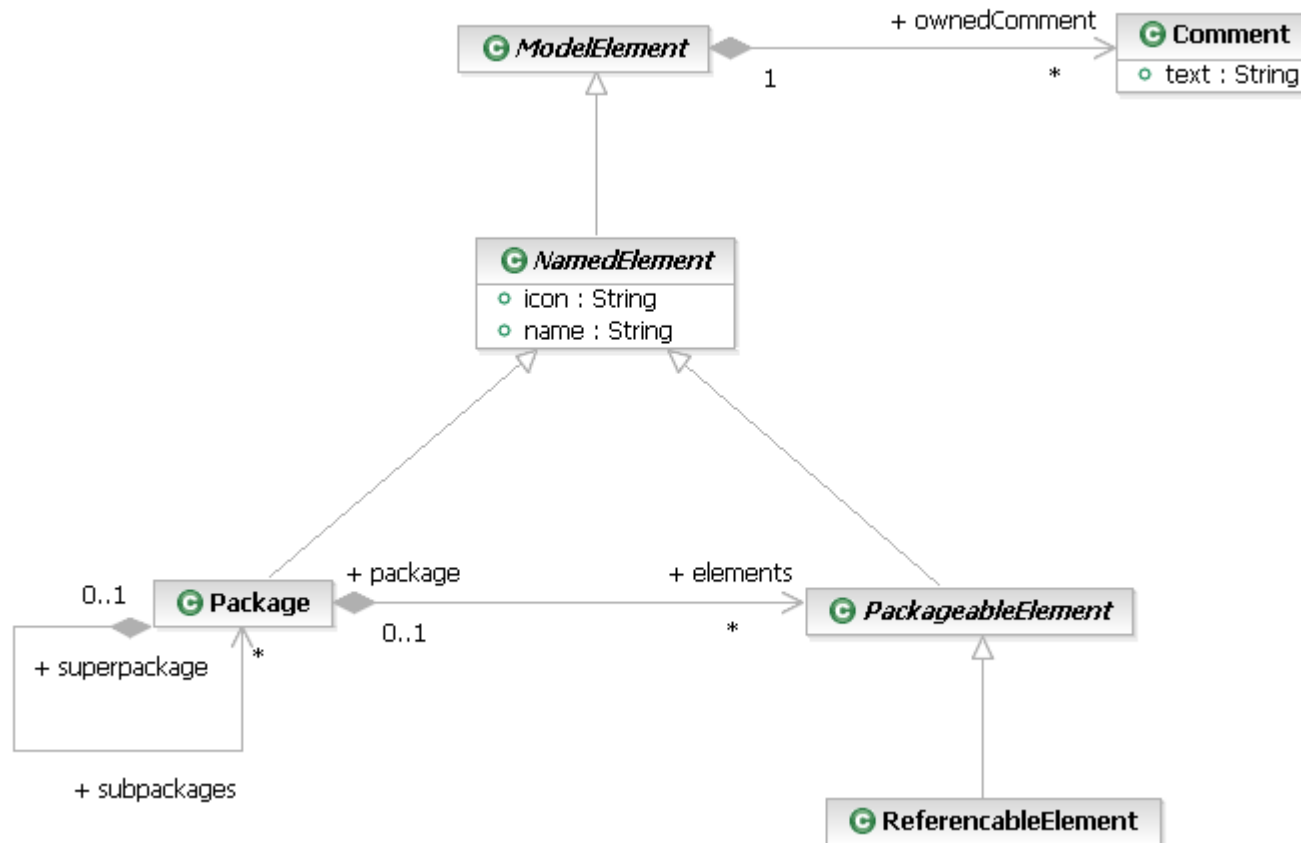 + ownedComment
ModelElement
Comment
text : String
1
*
NamedElement
icon : String
name : String
+ package
+ elements
0..1
Package
PackageableElement
0..1
*
*
+ superpackage
+ subpackages
ReferencableElement